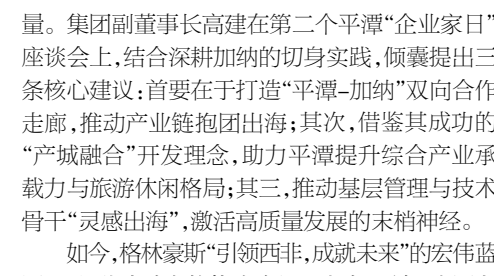 量。集团副董事长高建在第二个平潭“企业家日”
座谈会上,结合深耕加纳的切身实践,倾囊提出三
条核心建议:首要在于打造“平潭–加纳”双向合作
走廊,推动产业链抱团出海;其次,借鉴其成功的
“产城融合”开发理念,助力平潭提升综合产业承
载力与旅游休闲格局;其三,推动基层管理与技术
骨干“灵感出海”,激活高质量发展的末梢神经。
如今,格林豪斯“引领西非,成就未来”的宏伟蓝